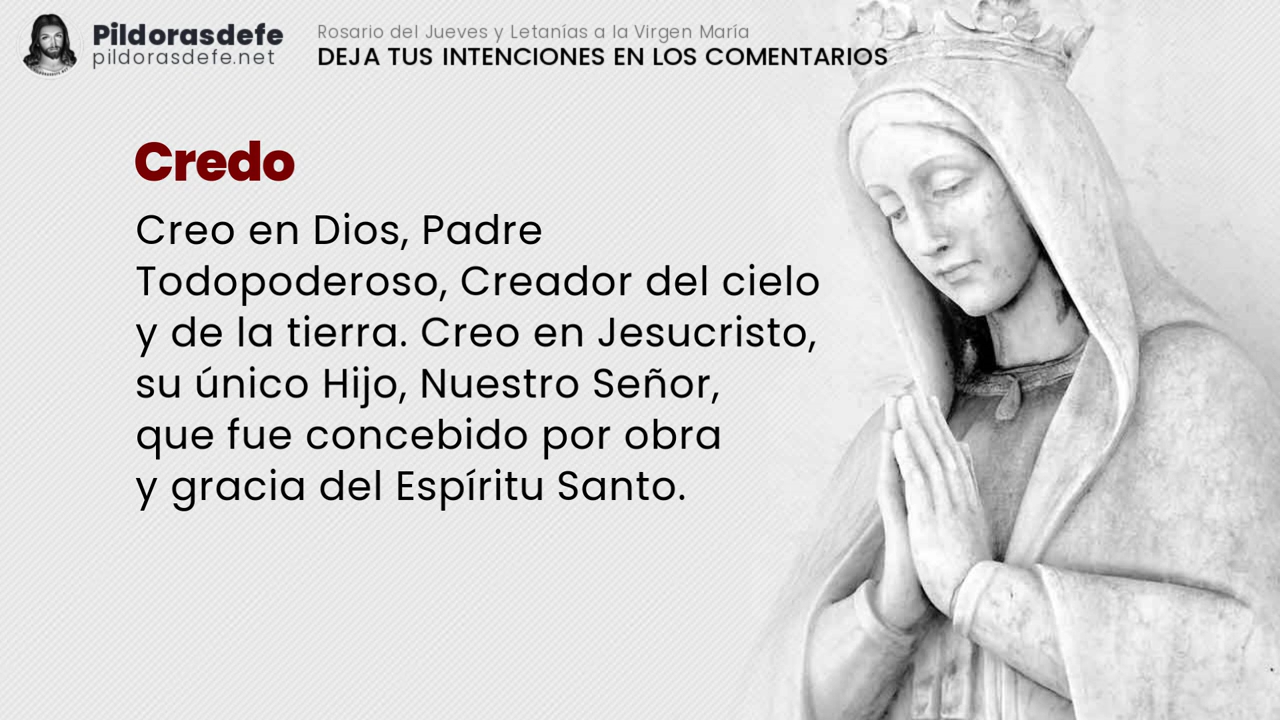 Pildorasdefe
pildorasdefe.net
Rosario del Jueves y Letanías a la Virgen María
DEJA TUS INTENCIONES EN LOS COMENTARIOS
Credo
Creo en Dios, Padre
Todopoderoso, Creador del cielo
y de la tierra. Creo en Jesucristo,
su único Hijo, Nuestro Señor,
que fue concebido por obra
y gracia del Espíritu Santo.